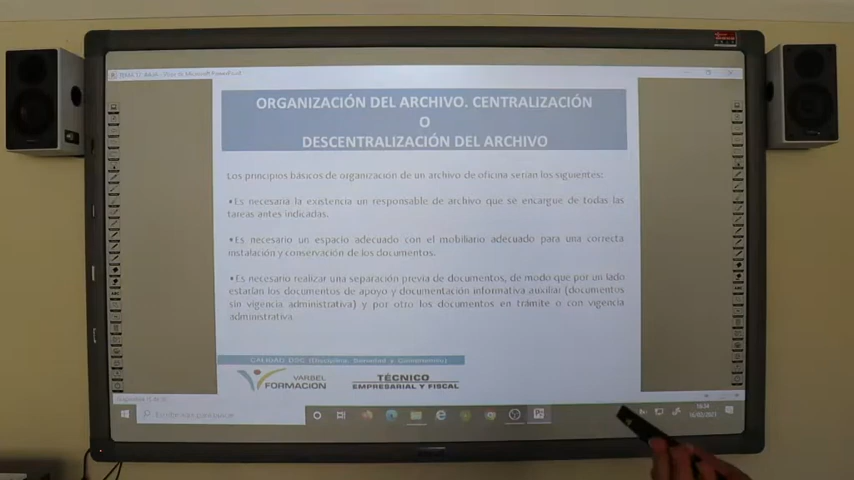 ORGANIZACIÓN DEL ARCHIVO. CENTRALIZACIÓN
O
DESCENTRALIZACIÓN DEL ARCHIVO
Los principios básicos de organización de un archivo de oficina serían los siguientes:
•Es necesaria la existencia un responsable de archivo que se encargue de todas las
tareas antes indicadas.
•Es necesario un espacio adecuado con el mobiliario adecuado para una correcta
instalación y conservación de los documentos.
•Es necesario realizar una separación previa de documentos, de modo que por un lado
estarían los documentos de apoyo y documentación informativa auxiliar (documentos
sin vigencia administrativa) y por otro los documentos en trámite o con vigencia
administrativa.
VARBEL
FORMACIÓN
TÉCNICO
EMPRESARIAL Y FISCAL